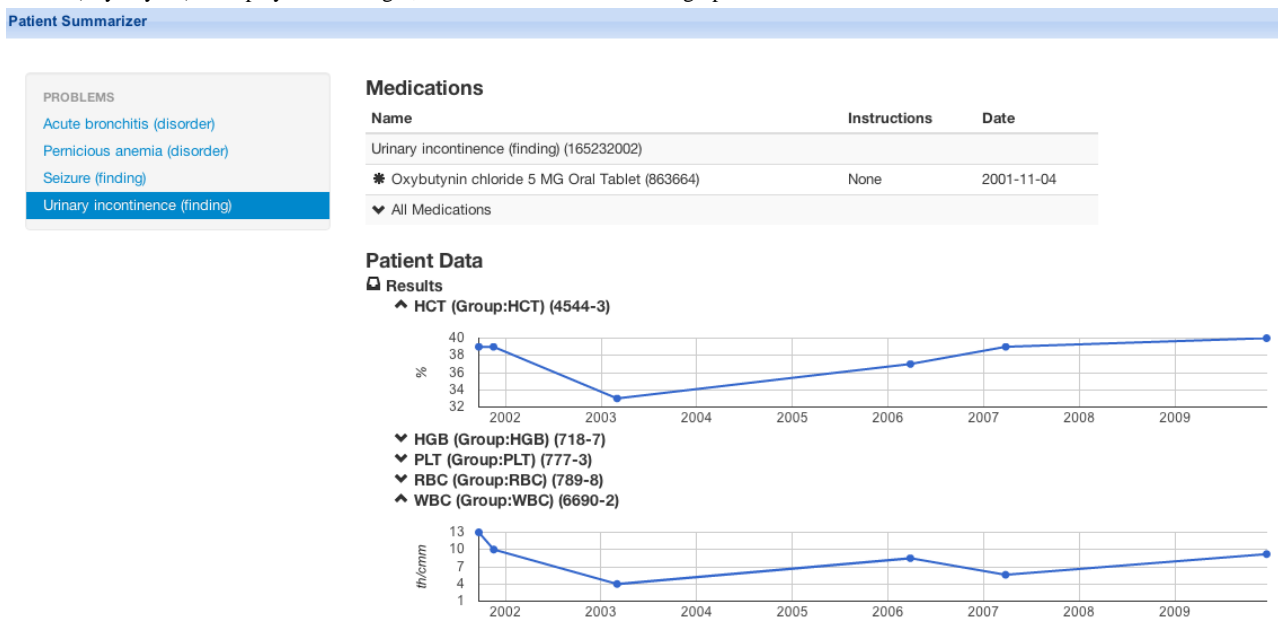 Patient Summarizer
PROBLEMS
Acute bronchitis (disorder)
Pernicious anemia (disorder)
Seizure (finding)
Urinary incontinence (finding)
Medications
Name Instructions Date
Urinary incontinence (finding) (165232002)
Oxybutynin chloride 5 MG Oral Tablet (863664) None 2001-11-04
All Medications
Patient Data
Results
HCT (Group:HCT) (4544-3)
40
38
36
34
32
%
2002 2003 2004 2005 2006 2007 2008 2009
HGB (Group:HGB) (718-7)
PLT (Group:PLT) (777-3)
RBC (Group:RBC) (789-8)
WBC (Group:WBC) (6690-2)
13
10
7
4
1
th/cmm
2002 2003 2004 2005 2006 2007 2008 2009